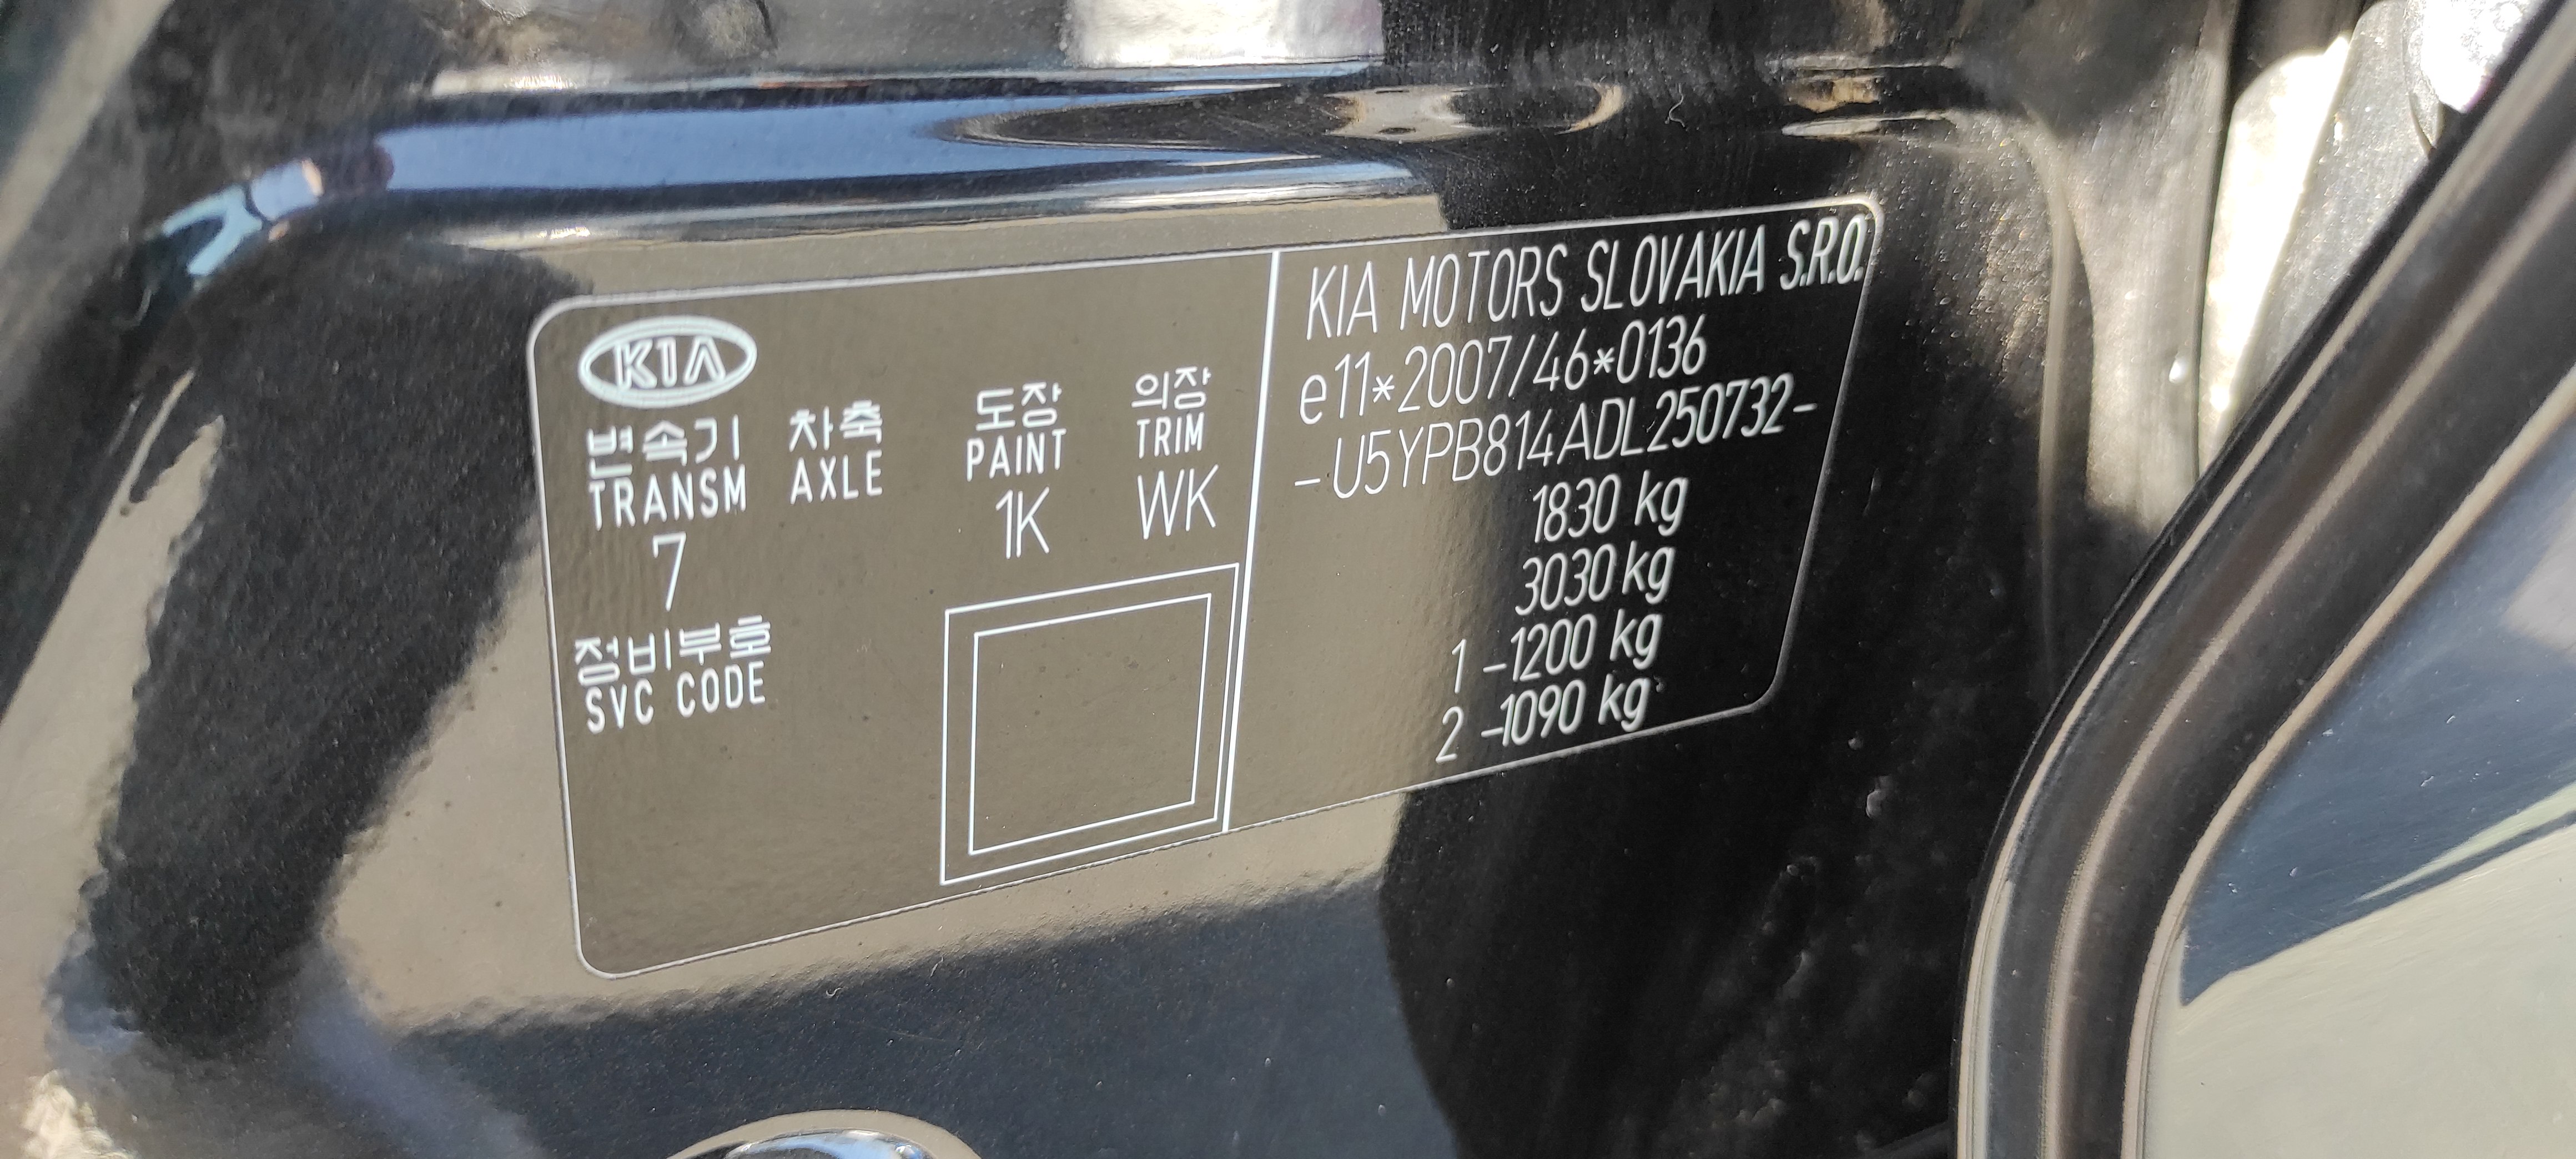 KIA
변속기 차축 도장 의장
TRANSM AXLE PAINT TRIM
7 1K WK
정비부호
SVC CODE
KIA MOTORS SLOVAKIA S.R.O.
e11*2007/46*0136
-U5YPB814ADL250732-
1830 kg
3030 kg
1 -1200 kg
2 -1090 kg